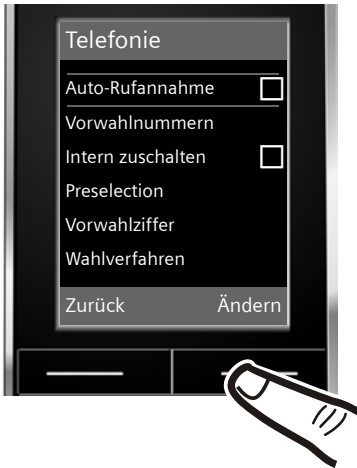 Telefonie
Auto-Rufannahme
Vorwahlnummern
Intern zuschalten
Preselection
Vorwahlziffer
Wahlverfahren
Zurück Ändern